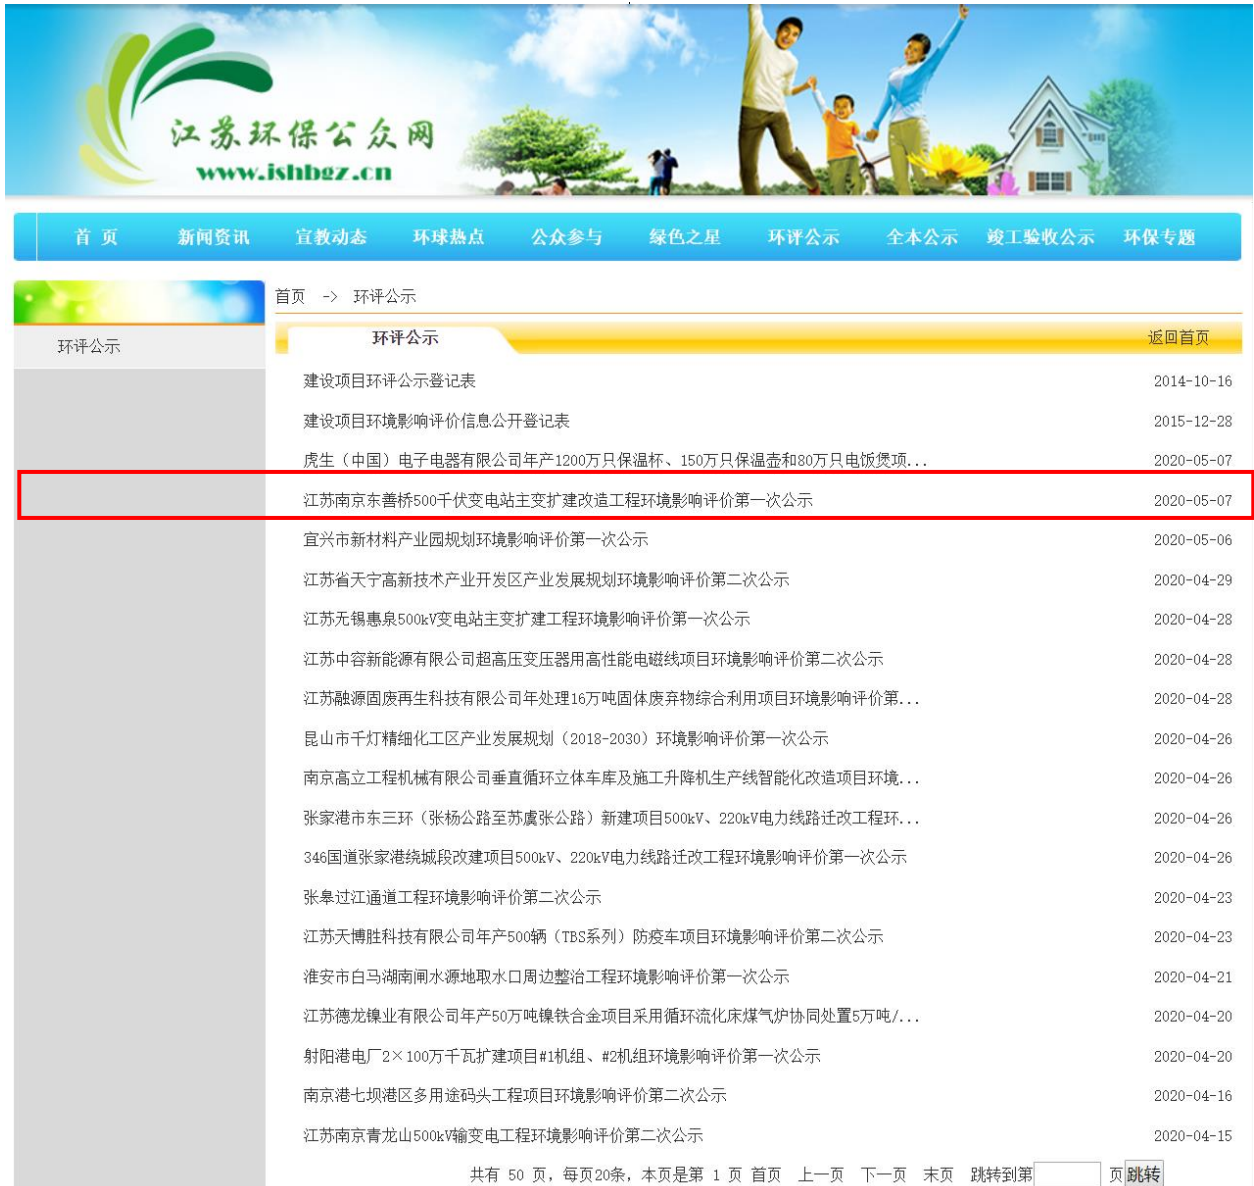 江苏环保公众网
www.jshbgz.cn
首 页 新闻资讯 宣教动态 环球热点 公众参与 绿色之星 环评公示 全本公示 竣工验收公示 环保专题
首页 -> 环评公示
环评公示
环评公示 返回首页
建设项目环评公示登记表 2014-10-16
建设项目环境影响评价信息公开登记表 2015-12-28
虎生（中国）电子电器有限公司年产1200万只保温杯、150万只保温壶和80万只电饭煲项... 2020-05-07
江苏南京东善桥500千伏变电站主变扩建改造工程环境影响评价第一次公示 2020-05-07
宜兴市新材料产业园规划环境影响评价第一次公示 2020-05-06
江苏省天宁高新技术产业开发区产业发展规划环境影响评价第二次公示 2020-04-29
江苏无锡惠泉500kV变电站主变扩建工程环境影响评价第一次公示 2020-04-28
江苏中容新能源有限公司超高压变压器用高性能电磁线项目环境影响评价第二次公示 2020-04-28
江苏融源固废再生科技有限公司年处理16万吨固体废弃物综合利用项目环境影响评价第... 2020-04-28
昆山市千灯精细化工区产业发展规划（2018-2030）环境影响评价第一次公示 2020-04-26
南京高立工程机械有限公司垂直循环立体车库及施工升降机生产线智能化改造项目环境... 2020-04-26
张家港市东三环（张杨公路至苏虞张公路）新建项目500kV、220kV电力线路迁改工程环... 2020-04-26
346国道张家港绕城段改建项目500kV、220kV电力线路迁改工程环境影响评价第一次公示 2020-04-26
张皋过江通道工程环境影响评价第二次公示 2020-04-23
江苏天博胜科技有限公司年产500辆（TBS系列）防疫车项目环境影响评价第二次公示 2020-04-23
淮安市白马湖南闸水源地取水口周边整治工程环境影响评价第一次公示 2020-04-21
江苏德龙镍业有限公司年产50万吨镍铁合金项目采用循环流化床煤气炉协同处置5万吨/... 2020-04-20
射阳港电厂2×100万千瓦扩建项目#1机组、#2机组环境影响评价第一次公示 2020-04-20
南京港七坝港区多用途码头工程项目环境影响评价第二次公示 2020-04-16
江苏南京青龙山500kV输变电工程环境影响评价第二次公示 2020-04-15
共有 50 页，每页20条，本页是第 1 页 首页 上一页 下一页 末页 跳转到第 页 跳转